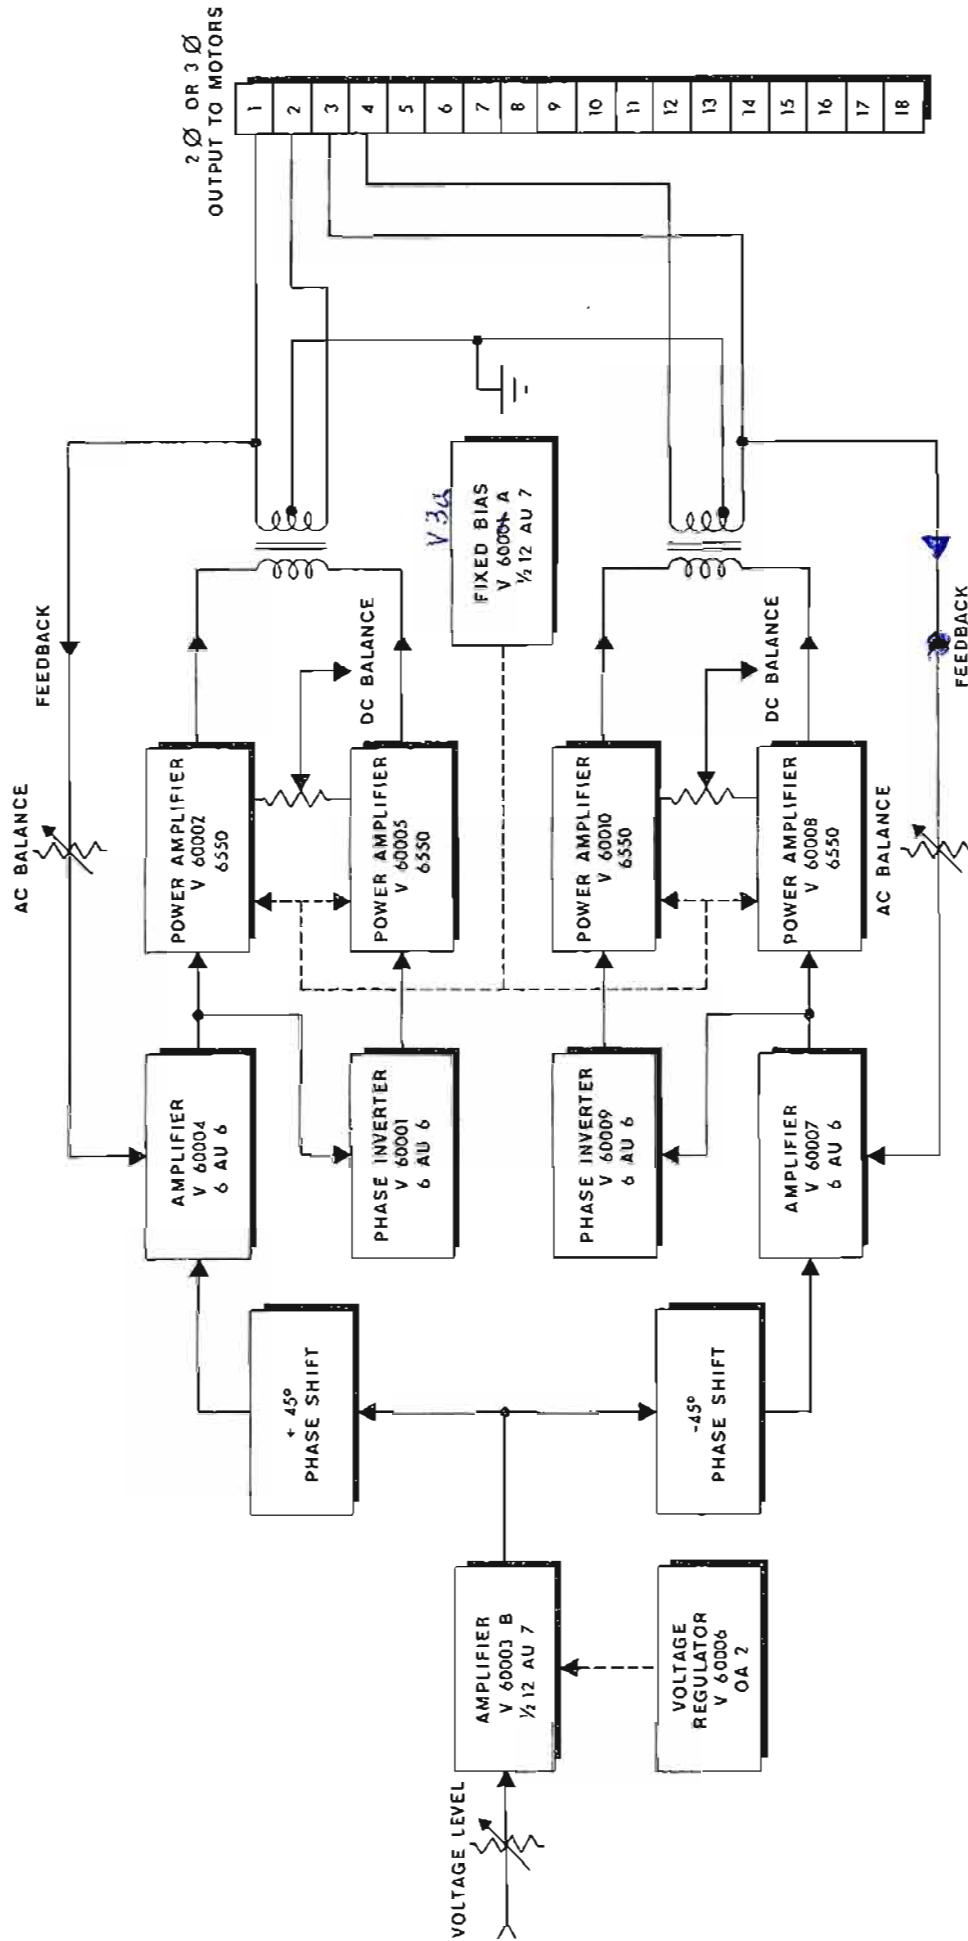 2 Ø OR 3 Ø
OUTPUT TO MOTORS
1
2
3
4
5
6
7
8
9
10
11
12
13
14
15
16
17
18
FEEDBACK
AC BALANCE
POWER AMPLIFIER
V 60002
6550
AMPLIFIER
V 60004
6 AU 6
DC BALANCE
POWER AMPLIFIER
V 60005
6550
PHASE INVERTER
V 60001
6 AU 6
+ 45°
PHASE SHIFT
V 3a
FIXED BIAS
V 60001 A
½ 12 AU 7
AMPLIFIER
V 60003 B
½ 12 AU 7
VOLTAGE LEVEL
POWER AMPLIFIER
V 60010
6550
PHASE INVERTER
V 60009
6 AU 6
-45°
PHASE SHIFT
VOLTAGE
REGULATOR
V 60006
OA 2
DC BALANCE
POWER AMPLIFIER
V 60008
6550
AMPLIFIER
V 60007
6 AU 6
AC BALANCE
FEEDBACK